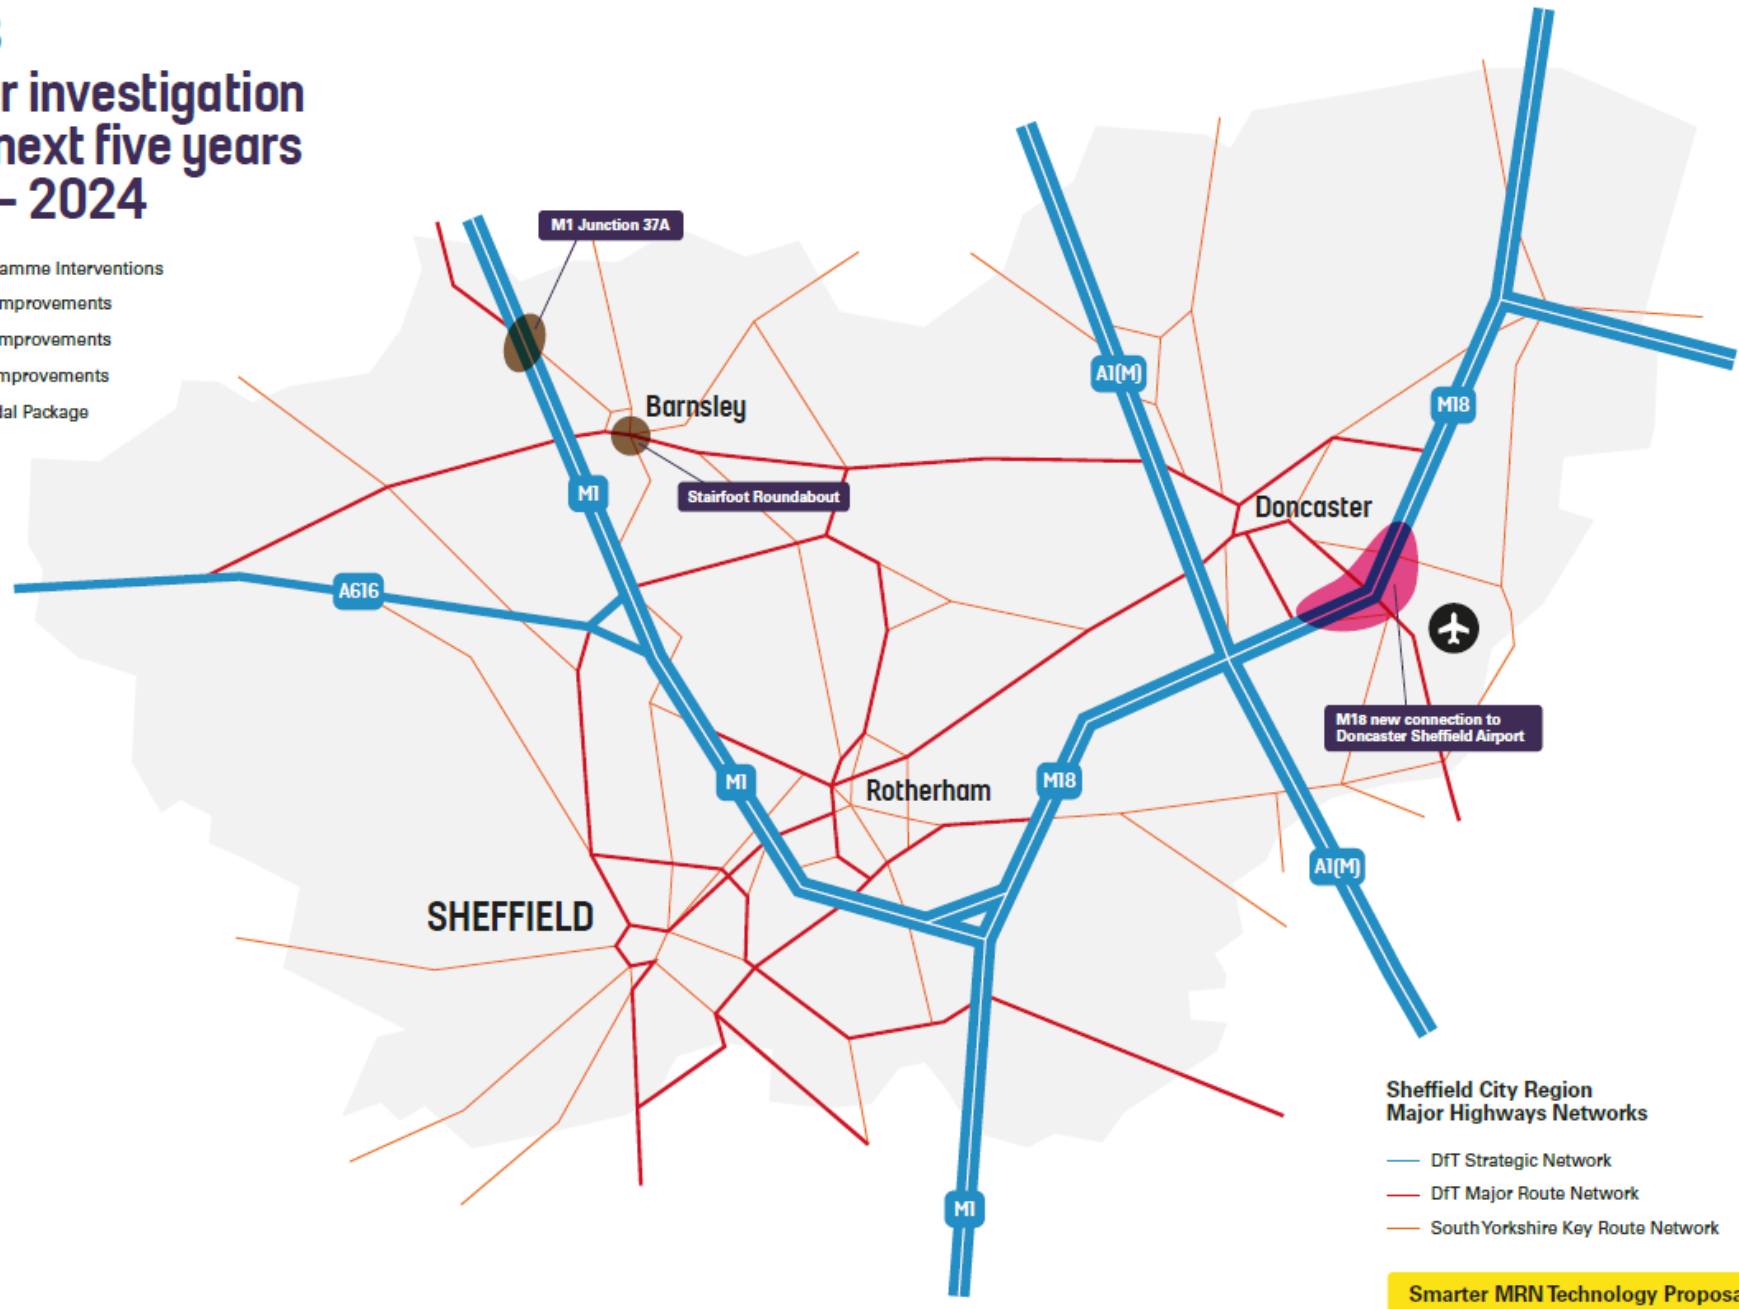 r investigation
next five years
– 2024
amme Interventions
mprovements
mprovements
mprovements
dal Package
M1 Junction 37A
Barnsley
Stairfoot Roundabout
M1
A616
A1(M)
M18
Doncaster
M18 new connection to
Doncaster Sheffield Airport
M1
Rotherham
M18
A1(M)
SHEFFIELD
M1
Sheffield City Region
Major Highways Networks
DfT Strategic Network
DfT Major Route Network
South Yorkshire Key Route Network
Smarter MRN Technology Proposa